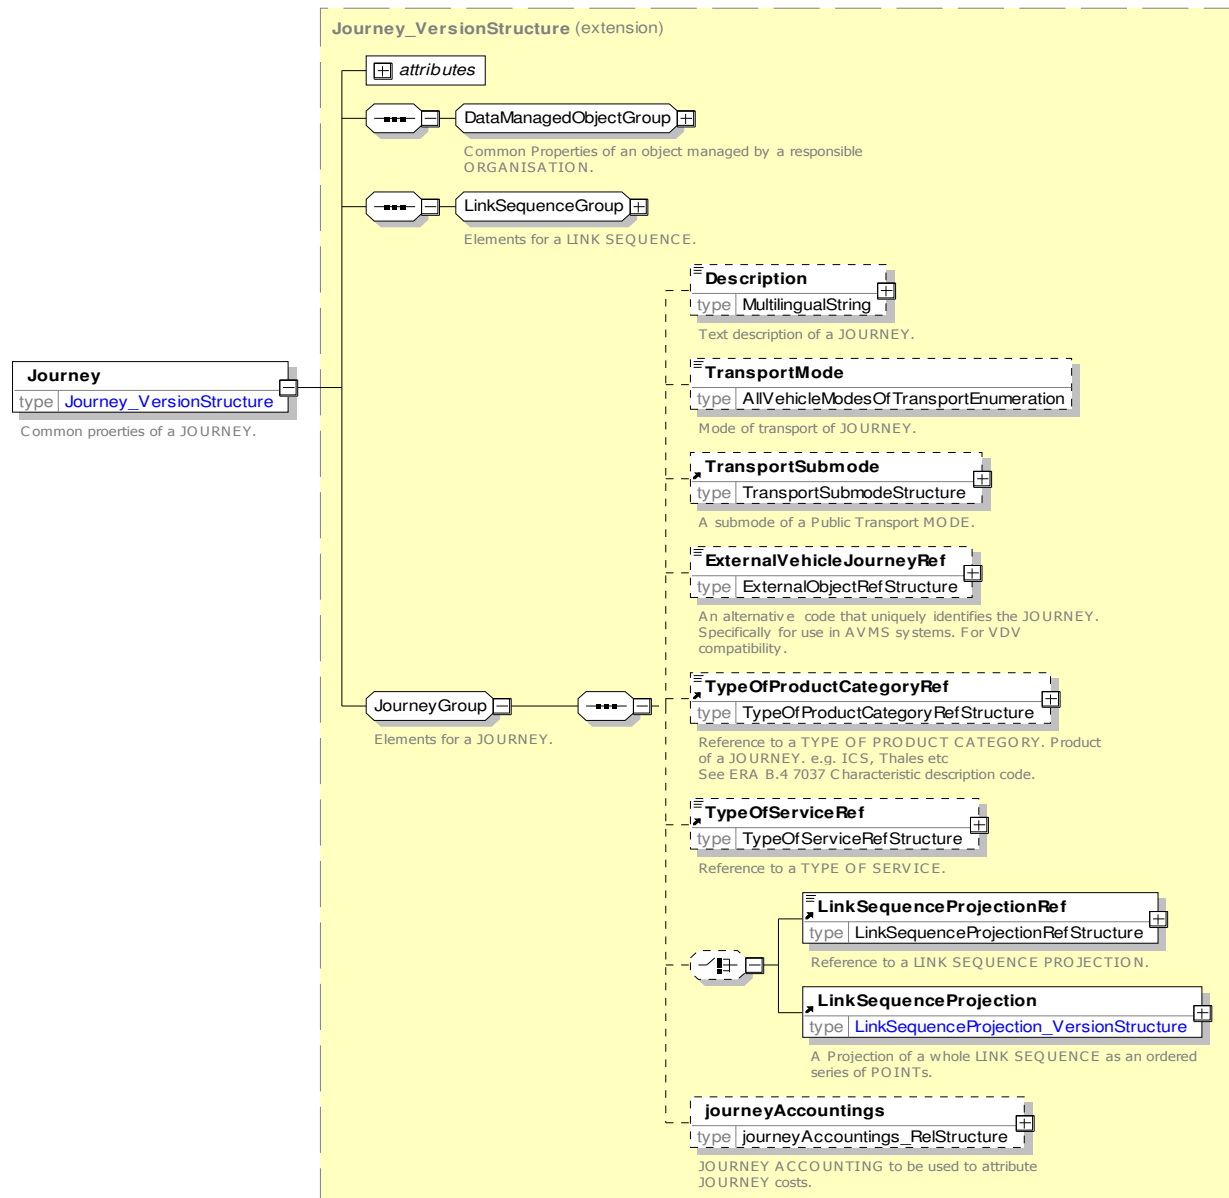 Journey_VersionStructure (extension)
attributes
DataManagedObjectGroup
Common Properties of an object managed by a responsible
ORGANISATION.
LinkSequenceGroup
Elements for a LINK SEQUENCE.
Description
type MultilingualString
Text description of a JOURNEY.
Journey
type Journey_VersionStructure
Common proerties of a JOURNEY.
TransportMode
type AllVehicleModesOfTransportEnumeration
Mode of transport of JOURNEY.
TransportSubmode
type TransportSubmodeStructure
A submode of a Public Transport MODE.
ExternalVehicleJourneyRef
type ExternalObjectRefStructure
An alternative code that uniquely identifies the JOURNEY.
Specifically for use in AVMS systems. For VDV
compatibility.
JourneyGroup
Elements for a JOURNEY.
TypeOfProductCategoryRef
type TypeOfProductCategoryRefStructure
Reference to a TYPE OF PRODUCT CATEGORY. Product
of a JOURNEY. e.g. ICS, Thales etc
See ERA B.4 7037 Characteristic description code.
TypeOfServiceRef
type TypeOfServiceRefStructure
Reference to a TYPE OF SERVICE.
LinkSequenceProjectionRef
type LinkSequenceProjectionRefStructure
Reference to a LINK SEQUENCE PROJECTION.
LinkSequenceProjection
type LinkSequenceProjection_VersionStructure
A Projection of a whole LINK SEQUENCE as an ordered
series of POINTs.
journeyAccountings
type journeyAccountings_RelStructure
JOURNEY ACCOUNTING to be used to attribute
JOURNEY costs.